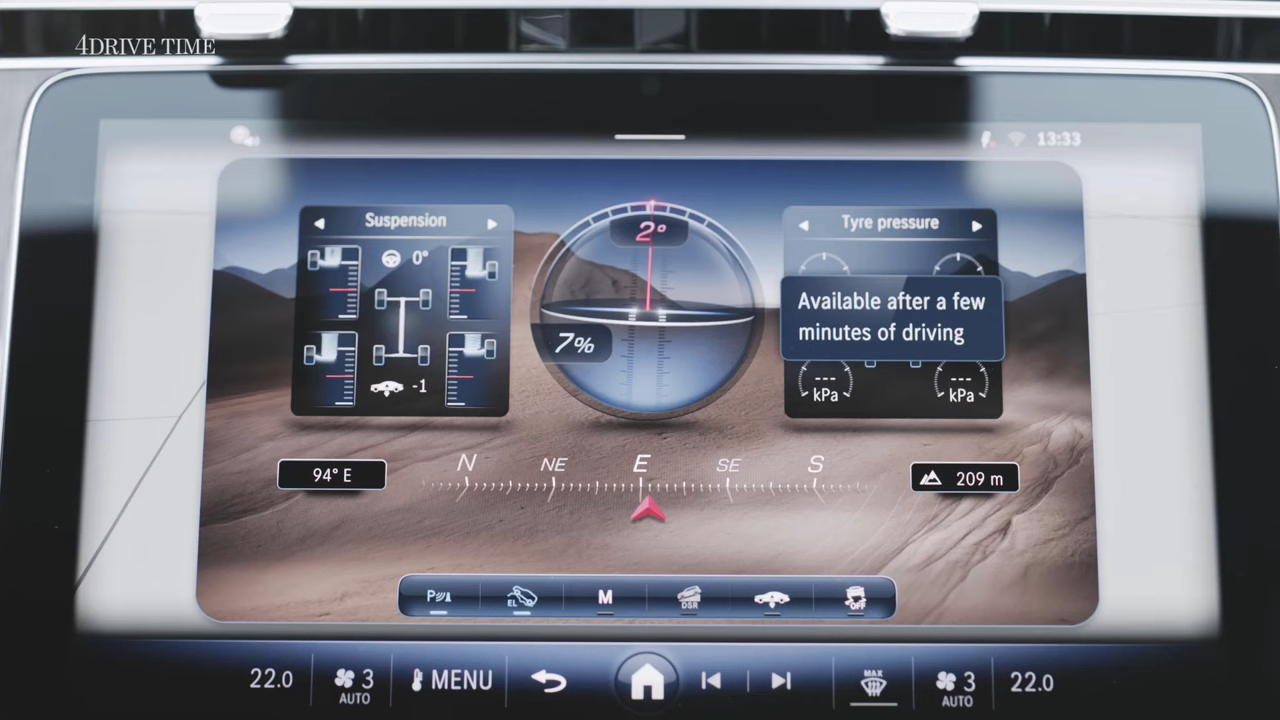 4DRIVE TIME
13:33
Suspension
0°
-1
2°
7%
Tyre pressure
Available after a few
minutes of driving
---
kPa
---
kPa
94° E
N NE E SE S
209 m
P EL M DSR OFF
22.0
3
AUTO
MENU
MAX
3
AUTO
22.0